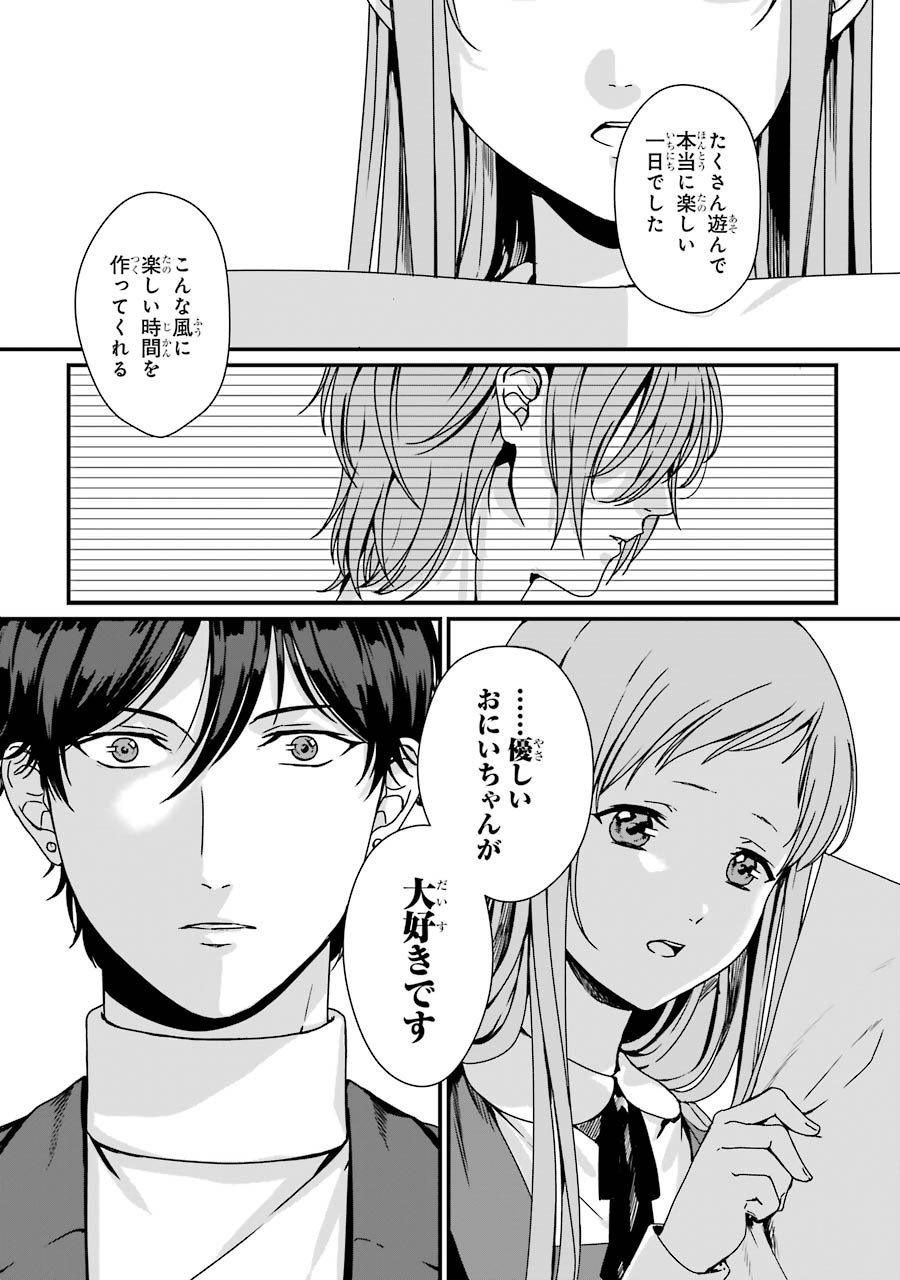 たくさん遊んで
本当に楽しい
一日でした
こんな風に
楽しい時間を
作ってくれる
……優しい
おにいちゃんが
大好きです